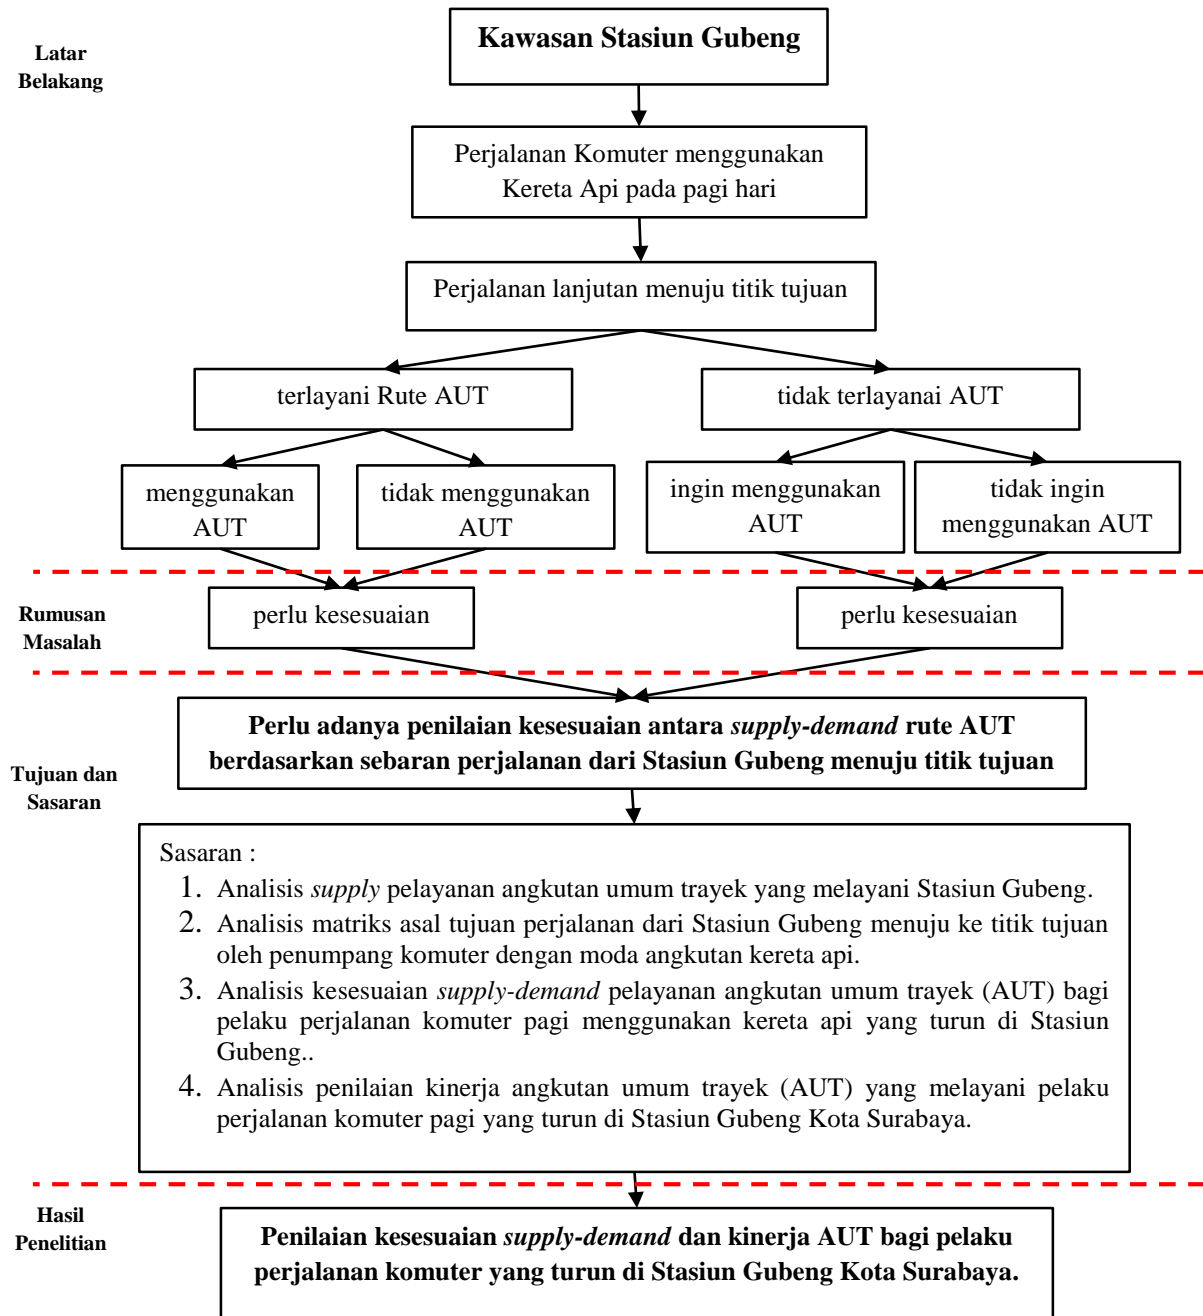 Latar
Belakang
Kawasan Stasiun Gubeng
Perjalanan Komuter menggunakan
Kereta Api pada pagi hari
Perjalanan lanjutan menuju titik tujuan
terlayani Rute AUT
tidak terlayanai AUT
menggunakan
AUT
tidak menggunakan
AUT
ingin menggunakan
AUT
tidak ingin
menggunakan AUT
Rumusan
Masalah
perlu kesesuaian
perlu kesesuaian
Tujuan dan
Sasaran
Perlu adanya penilaian kesesuaian antara supply-demand rute AUT
berdasarkan sebaran perjalanan dari Stasiun Gubeng menuju titik tujuan
Sasaran :
1. Analisis supply pelayanan angkutan umum trayek yang melayani Stasiun Gubeng.
2. Analisis matriks asal tujuan perjalanan dari Stasiun Gubeng menuju ke titik tujuan
oleh penumpang komuter dengan moda angkutan kereta api.
3. Analisis kesesuaian supply-demand pelayanan angkutan umum trayek (AUT) bagi
pelaku perjalanan komuter pagi menggunakan kereta api yang turun di Stasiun
Gubeng..
4. Analisis penilaian kinerja angkutan umum trayek (AUT) yang melayani pelaku
perjalanan komuter pagi yang turun di Stasiun Gubeng Kota Surabaya.
Hasil
Penelitian
Penilaian kesesuaian supply-demand dan kinerja AUT bagi pelaku
perjalanan komuter yang turun di Stasiun Gubeng Kota Surabaya.